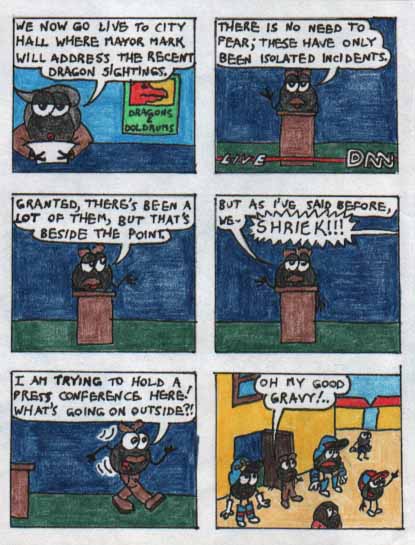 WE NOW GO LIVE TO CITY
HALL WHERE MAYOR MARK
WILL ADDRESS THE RECENT
DRAGON SIGHTINGS.
DRAGONS
&
DOLDRUMS
THERE IS NO NEED TO
FEAR; THESE HAVE ONLY
BEEN ISOLATED INCIDENTS.
LIVE
DNN
GRANTED, THERE'S BEEN A
LOT OF THEM, BUT THAT'S
BESIDE THE POINT.
BUT AS I'VE SAID BEFORE,
WE-
SHRIEK!!!
I AM TRYING TO HOLD A
PRESS CONFERENCE HERE!
WHAT'S GOING ON OUTSIDE?!
OH MY GOOD
GRAVY!..